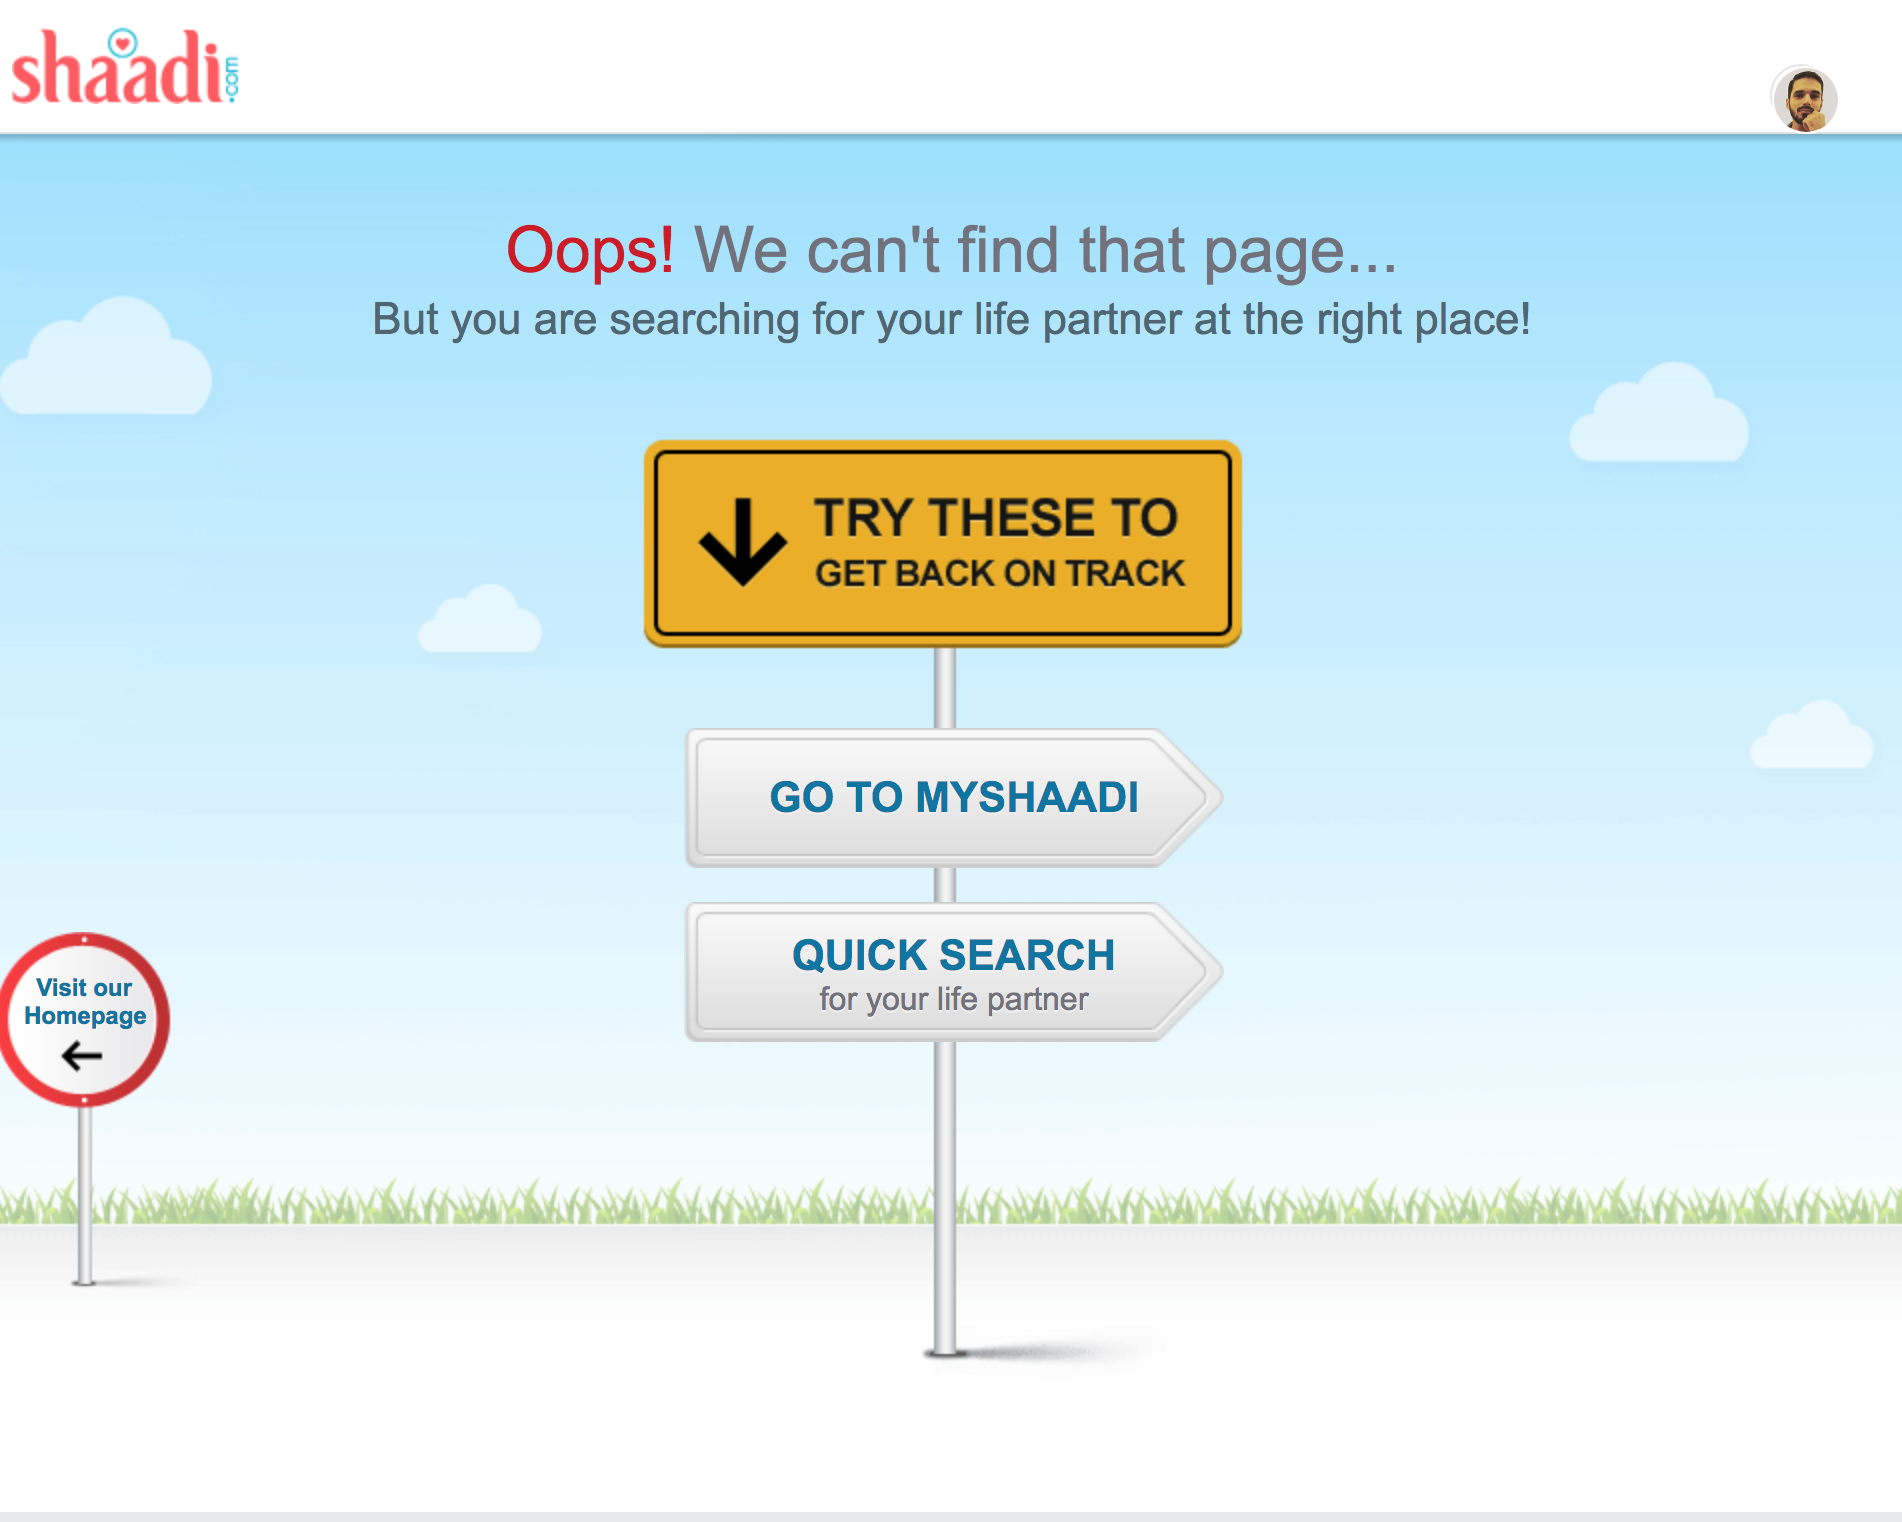 shaadi.com
Oops! We can't find that page...
But you are searching for your life partner at the right place!
TRY THESE TO
GET BACK ON TRACK
GO TO MYSHAADI
QUICK SEARCH
for your life partner
Visit our
Homepage